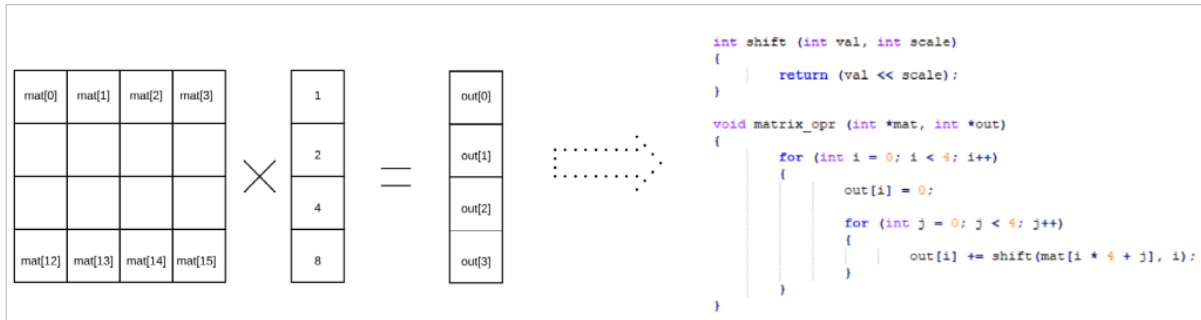 mat[0] mat[1] mat[2] mat[3]
mat[12] mat[13] mat[14] mat[15]
×
1
2
4
8
=
out[0]
out[1]
out[2]
out[3]
int shift (int val, int scale)
{
return (val << scale);
}
void matrix_opr (int *mat, int *out)
{
for (int i = 0; i < 4; i++)
{
out[i] = 0;
for (int j = 0; j < 4; j++)
{
out[i] += shift(mat[i * 4 + j], i);
}
}
}